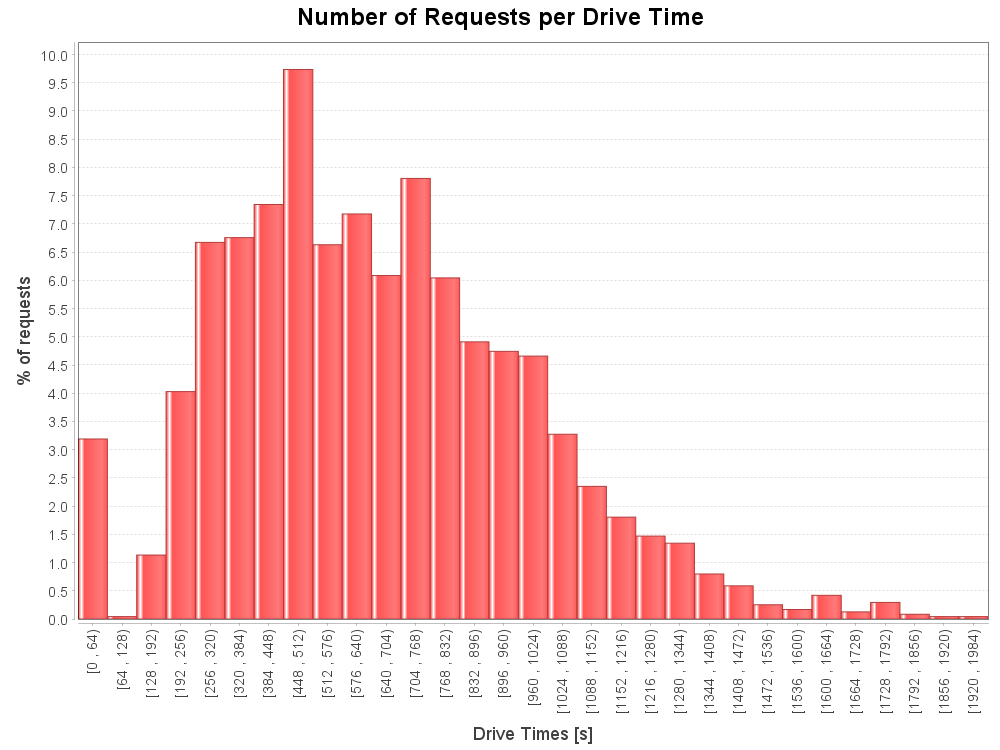 Number of Requests per Drive Time
10.0
9.5
9.0
8.5
8.0
7.5
7.0
6.5
6.0
5.5
5.0
4.5
4.0
3.5
3.0
2.5
2.0
1.5
1.0
0.5
0.0
% of requests
[0 , 64)
[64 , 128)
[128 , 192)
[192 , 256)
[256 , 320)
[320 , 384)
[384 , 448)
[448 , 512)
[512 , 576)
[576 , 640)
[640 , 704)
[704 , 768)
[768 , 832)
[832 , 896)
[896 , 960)
[960 , 1024)
[1024 , 1088)
[1088 , 1152)
[1152 , 1216)
[1216 , 1280)
[1280 , 1344)
[1344 , 1408)
[1408 , 1472)
[1472 , 1536)
[1536 , 1600)
[1600 , 1664)
[1664 , 1728)
[1728 , 1792)
[1792 , 1856)
[1856 , 1920)
[1920 , 1984)
Drive Times [s]